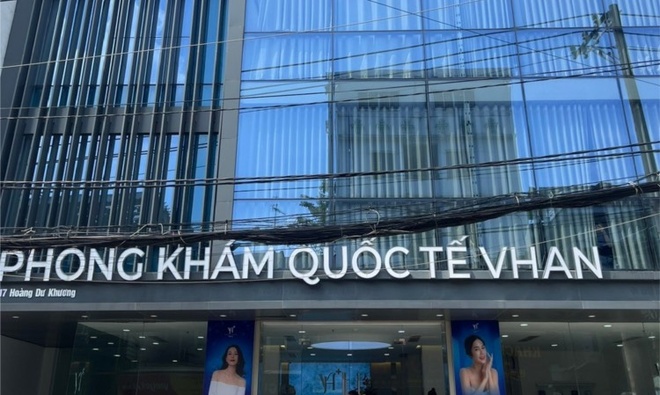 PHONG KHÁM QUỐC TẾ VHAN
17 Hoàng Dư Khương